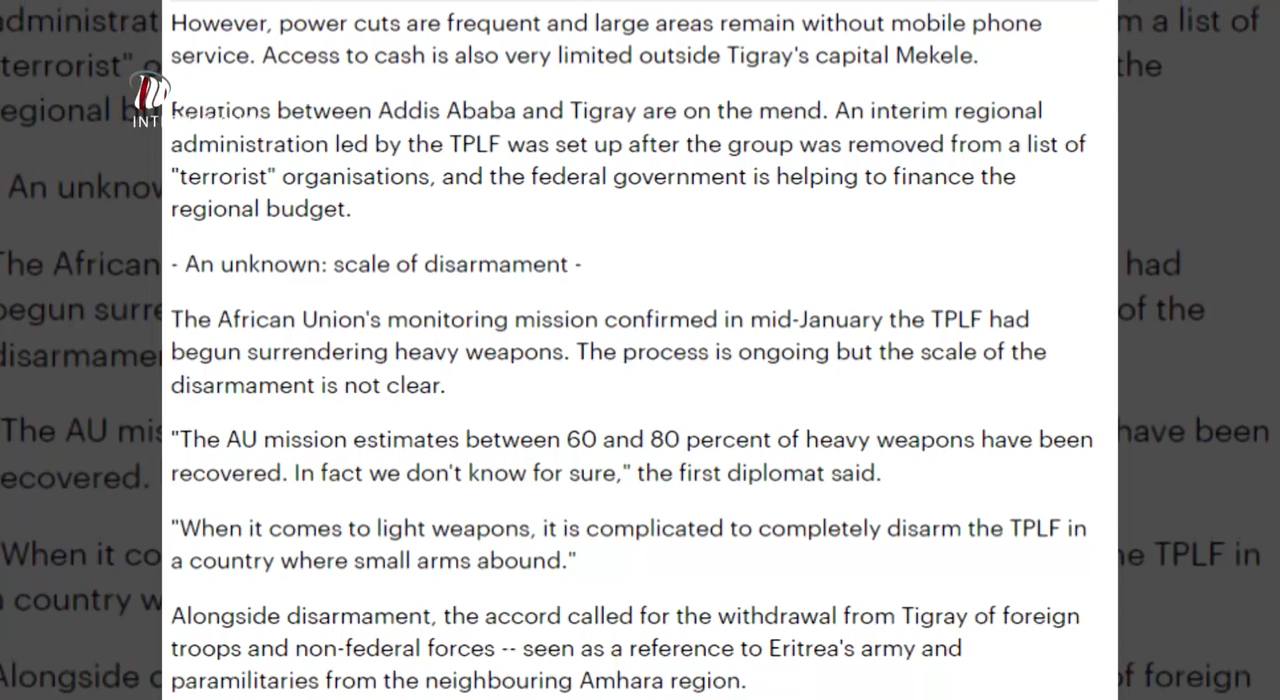 However, power cuts are frequent and large areas remain without mobile phone
service. Access to cash is also very limited outside Tigray's capital Mekele.
Relations between Addis Ababa and Tigray are on the mend. An interim regional
administration led by the TPLF was set up after the group was removed from a list of
"terrorist" organisations, and the federal government is helping to finance the
regional budget.
- An unknown: scale of disarmament -
The African Union's monitoring mission confirmed in mid-January the TPLF had
begun surrendering heavy weapons. The process is ongoing but the scale of the
disarmament is not clear.
"The AU mission estimates between 60 and 80 percent of heavy weapons have been
recovered. In fact we don't know for sure," the first diplomat said.
"When it comes to light weapons, it is complicated to completely disarm the TPLF in
a country where small arms abound."
Alongside disarmament, the accord called for the withdrawal from Tigray of foreign
troops and non-federal forces -- seen as a reference to Eritrea's army and
paramilitaries from the neighbouring Amhara region.